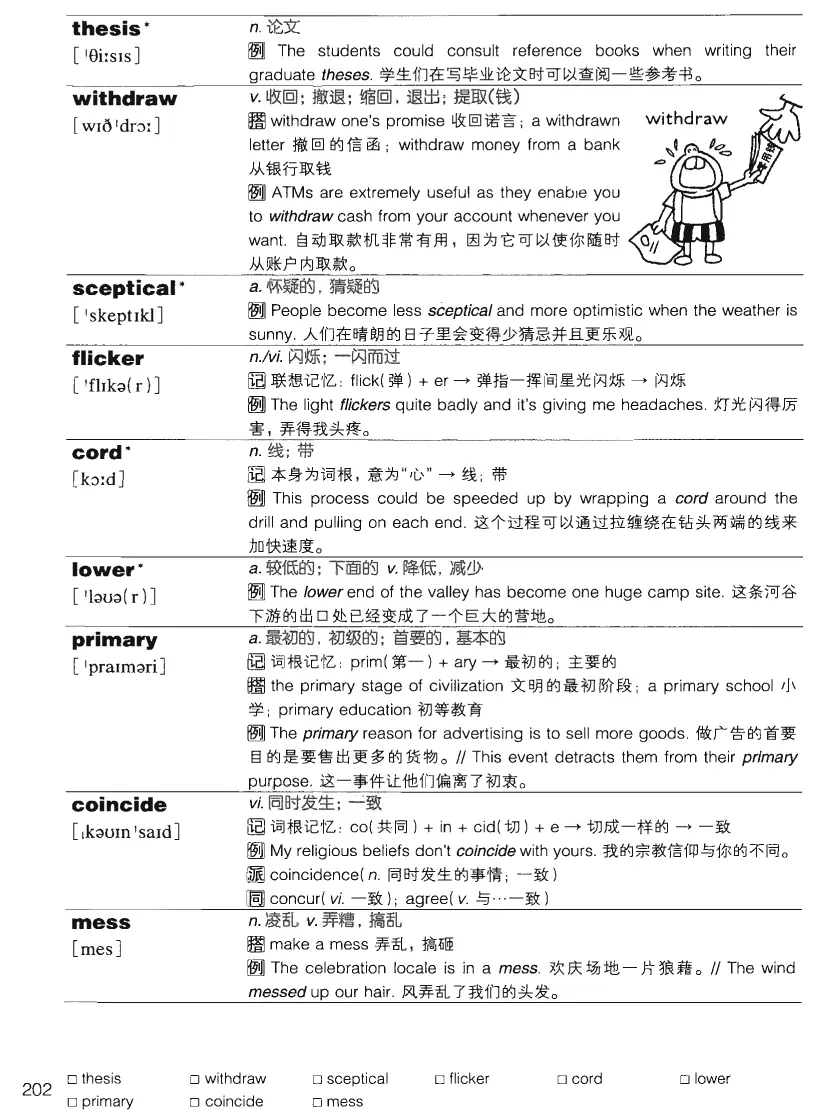 thesis* n. 论文
[ˈθiːsɪs] 例 The students could consult reference books when writing their
graduate theses. 学生们在写毕业论文时可以查阅一些参考书。
withdraw v. 收回；撤退；缩回，退出；提取(钱)
[wɪðˈdrɔː] 搭 withdraw one's promise 收回诺言；a withdrawn
letter 撤回的信函；withdraw money from a bank
从银行取钱
例 ATMs are extremely useful as they enable you
to withdraw cash from your account whenever you
want. 自动取款机非常有用，因为它可以使你随时
从账户内取款。
withdraw
sceptical* a. 怀疑的，猜疑的
[ˈskeptɪkl] 例 People become less sceptical and more optimistic when the weather is
sunny. 人们在晴朗的日子里会变得少猜忌并且更乐观。
flicker n./vi. 闪烁；一闪而过
[ˈflɪkə(r)] 记 联想记忆：flick(弹) + er → 弹指一挥间星光闪烁 → 闪烁
例 The light flickers quite badly and it's giving me headaches. 灯光闪得厉
害，弄得我头疼。
cord* n. 线；带
[kɔːd] 记 本身为词根，意为“心” → 线；带
例 This process could be speeded up by wrapping a cord around the
drill and pulling on each end. 这个过程可以通过拉缠绕在钻头两端的线来
加快速度。
lower* a. 较低的；下面的 v. 降低，减少
[ˈləʊə(r)] 例 The lower end of the valley has become one huge camp site. 这条河谷
下游的出口处已经变成了一个巨大的营地。
primary a. 最初的，初级的；首要的，基本的
[ˈpraɪməri] 记 词根记忆：prim(第一) + ary → 最初的；主要的
搭 the primary stage of civilization 文明的最初阶段；a primary school 小
学；primary education 初等教育
例 The primary reason for advertising is to sell more goods. 做广告的首要
目的是要售出更多的货物。// This event detracts them from their primary
purpose. 这一事件让他们偏离了初衷。
coincide vi. 同时发生；一致
[ˌkəʊɪnˈsaɪd] 记 词根记忆：co(共同) + in + cid(切) + e → 切成一样的 → 一致
例 My religious beliefs don't coincide with yours. 我的宗教信仰与你的不同。
派 coincidence(n. 同时发生的事情；一致)
同 concur(vi. 一致)；agree(v. 与…一致)
mess n. 凌乱 v. 弄糟，搞乱
[mes] 搭 make a mess 弄乱，搞砸
例 The celebration locale is in a mess. 欢庆场地一片狼藉。// The wind
messed up our hair. 风弄乱了我们的头发。
202 □ thesis □ withdraw □ sceptical □ flicker □ cord □ lower
□ primary □ coincide □ mess